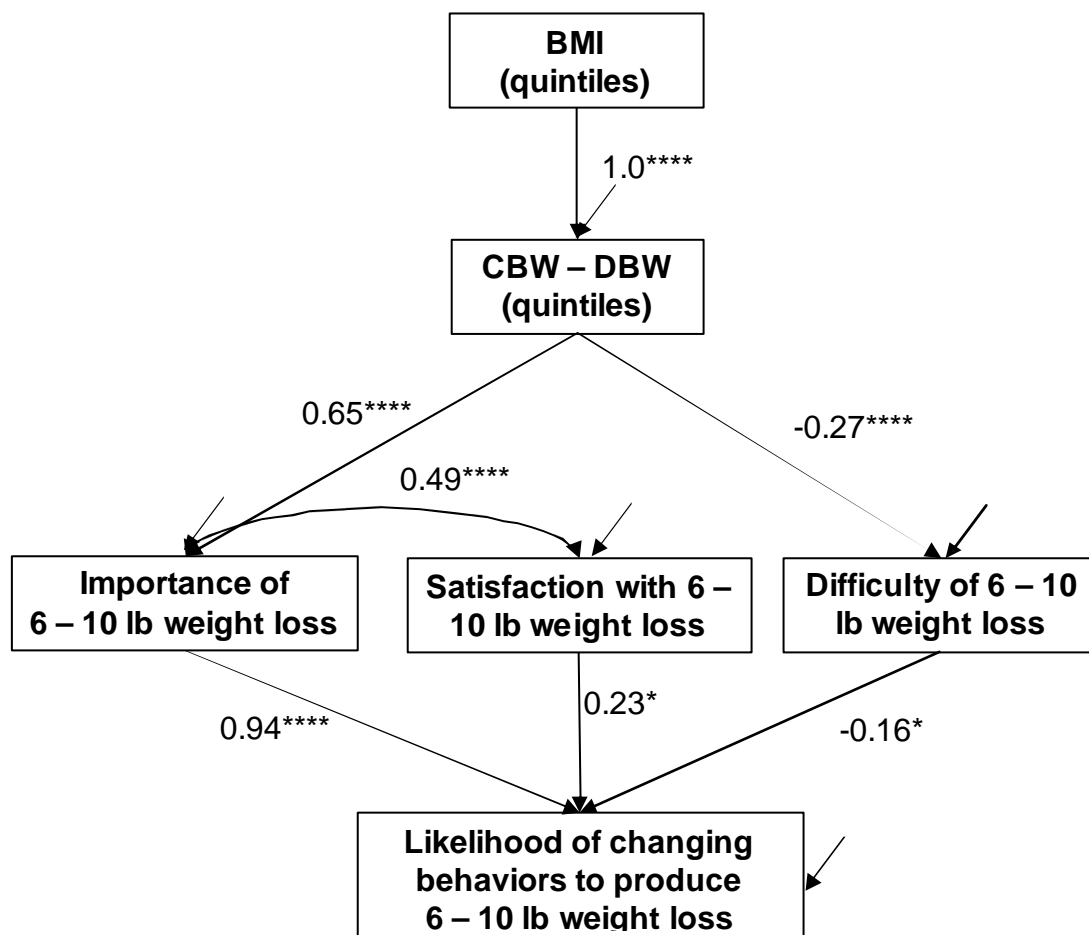 BMI
(quintiles)
1.0****
CBW – DBW
(quintiles)
0.65****
-0.27****
0.49****
Importance of
6 – 10 lb weight loss
Satisfaction with 6 –
10 lb weight loss
Difficulty of 6 – 10
lb weight loss
0.94****
0.23*
-0.16*
Likelihood of changing
behaviors to produce
6 – 10 lb weight loss